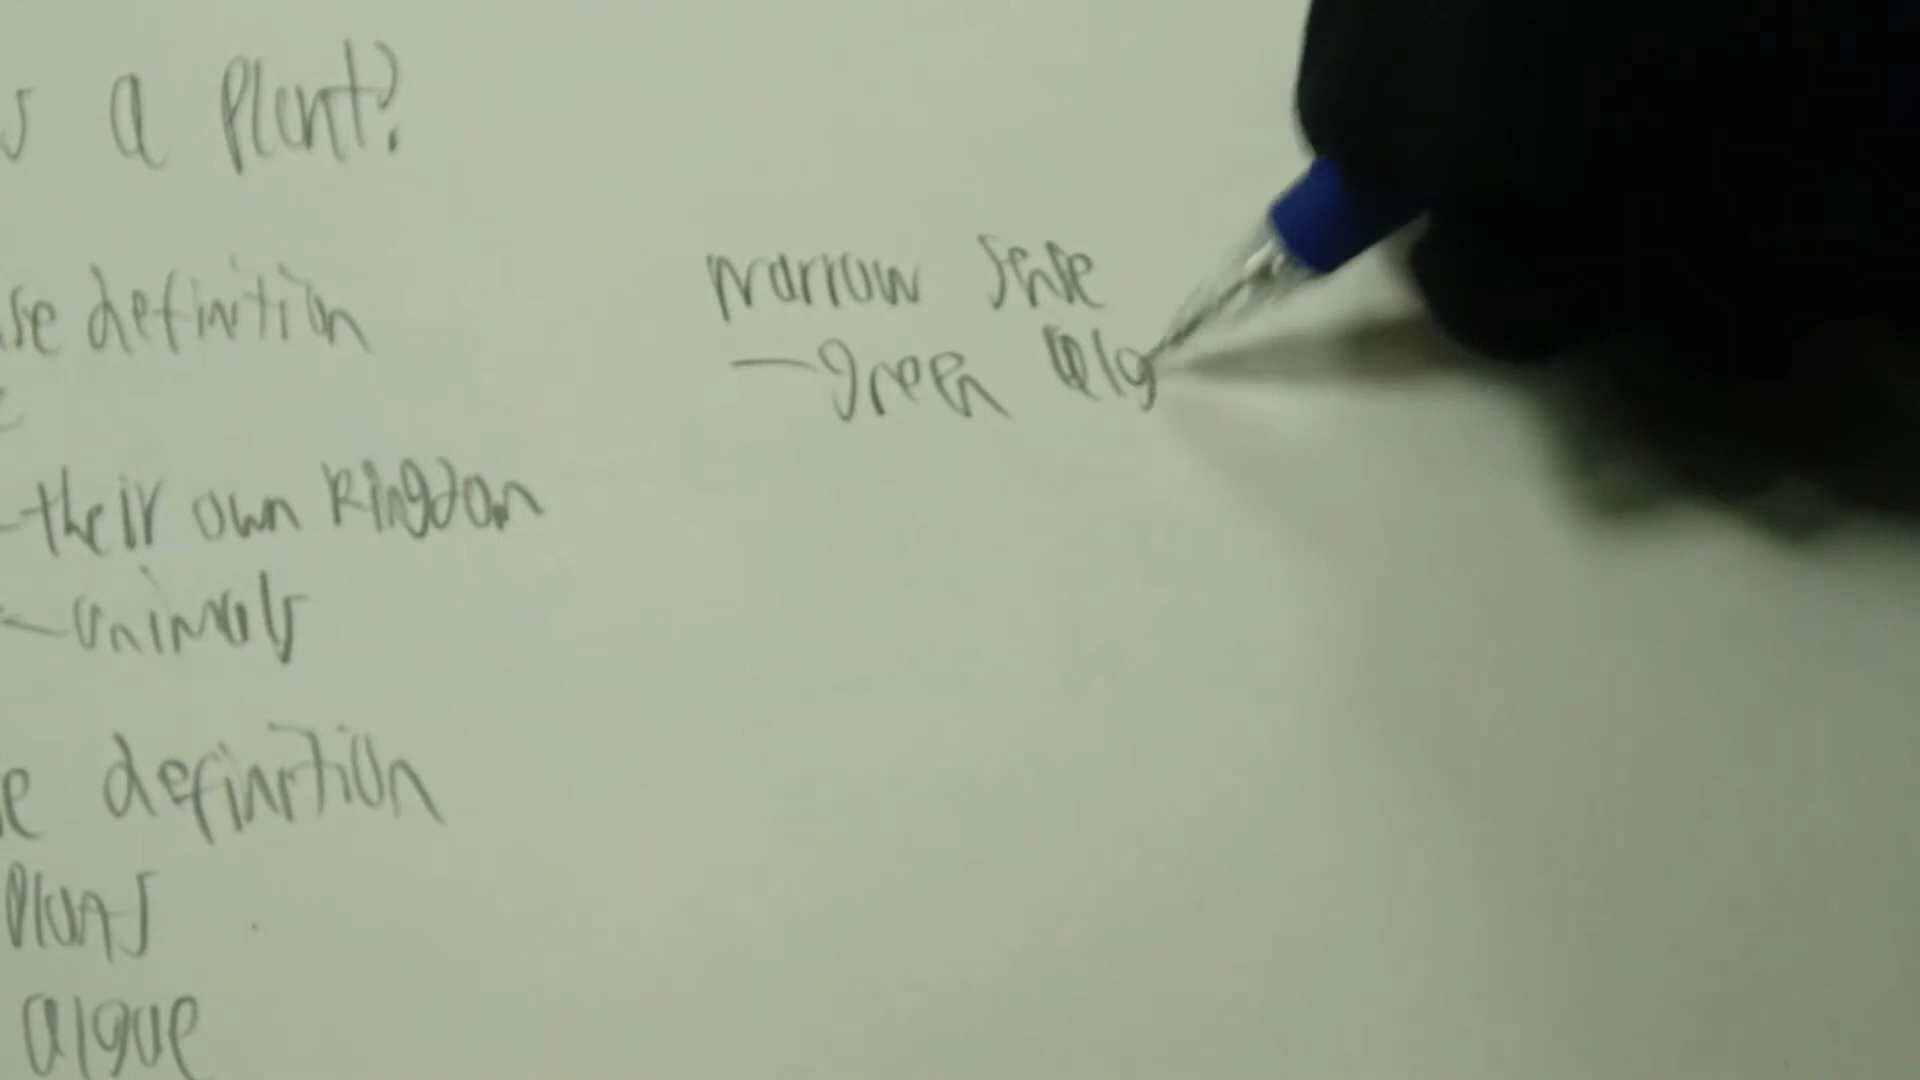 s a plant?
se definition
- their own kingdom
- animals
e definition
plants
algae
narrow sense
- green alg